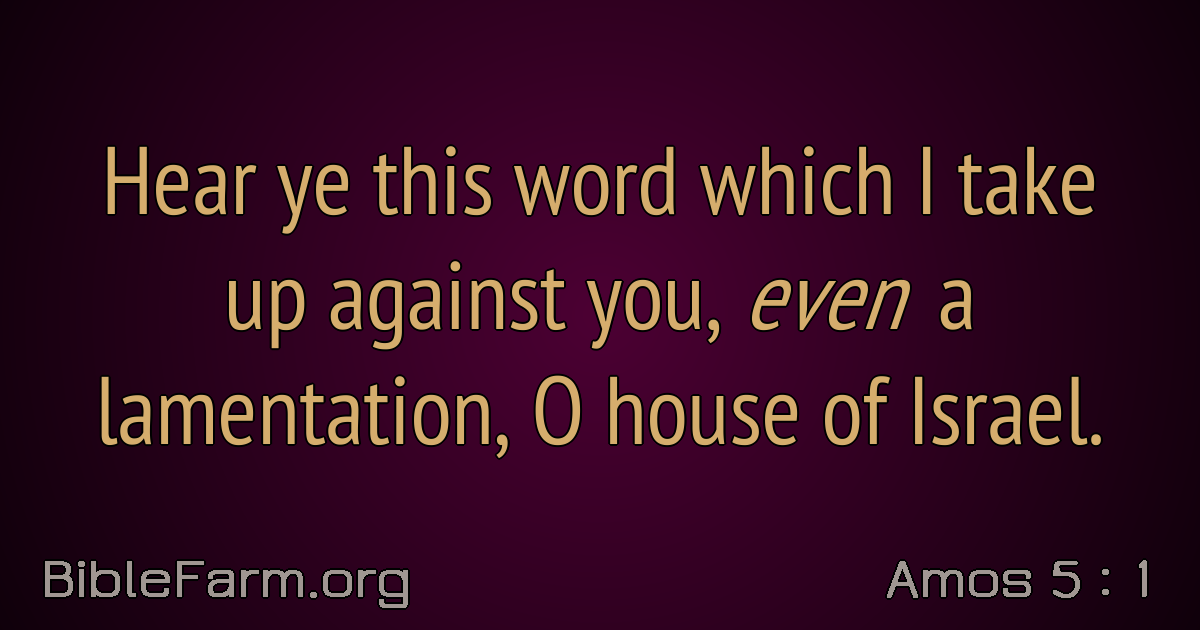 Hear ye this word which I take
up against you, even a
lamentation, O house of Israel.
BibleFarm.org
Amos 5 : 1